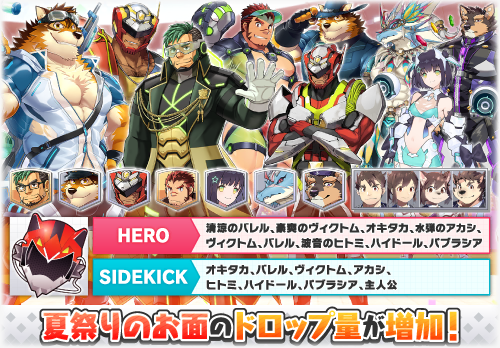 HERO
清涼のバレル、豪爽のヴィクトム、オキタカ、水弾のアカシ、
ヴィクトム、バレル、波音のヒトミ、ハイドール、パブラシア
SIDEKICK
オキタカ、バレル、ヴィクトム、アカシ、
ヒトミ、ハイドール、パブラシア、主人公
夏祭りのお面のドロップ量が増加!